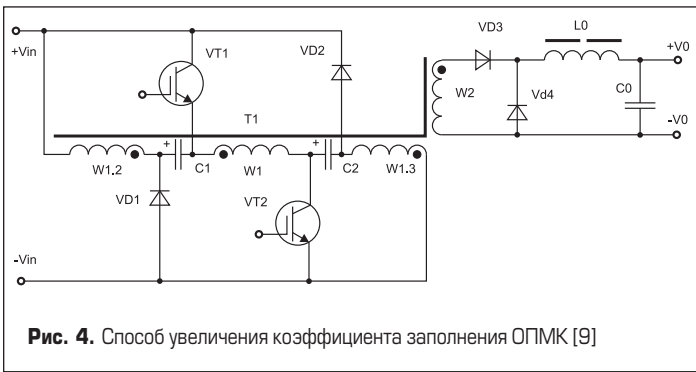 VT1
VD2
VD3
L0
+Vin
+V0
T1
W2
Vd4
C0
-V0
+
+
W1.2
C1
W1
C2
W1.3
VD1
VT2
-Vin
Рис. 4. Способ увеличения коэффициента заполнения ОПМК [9]